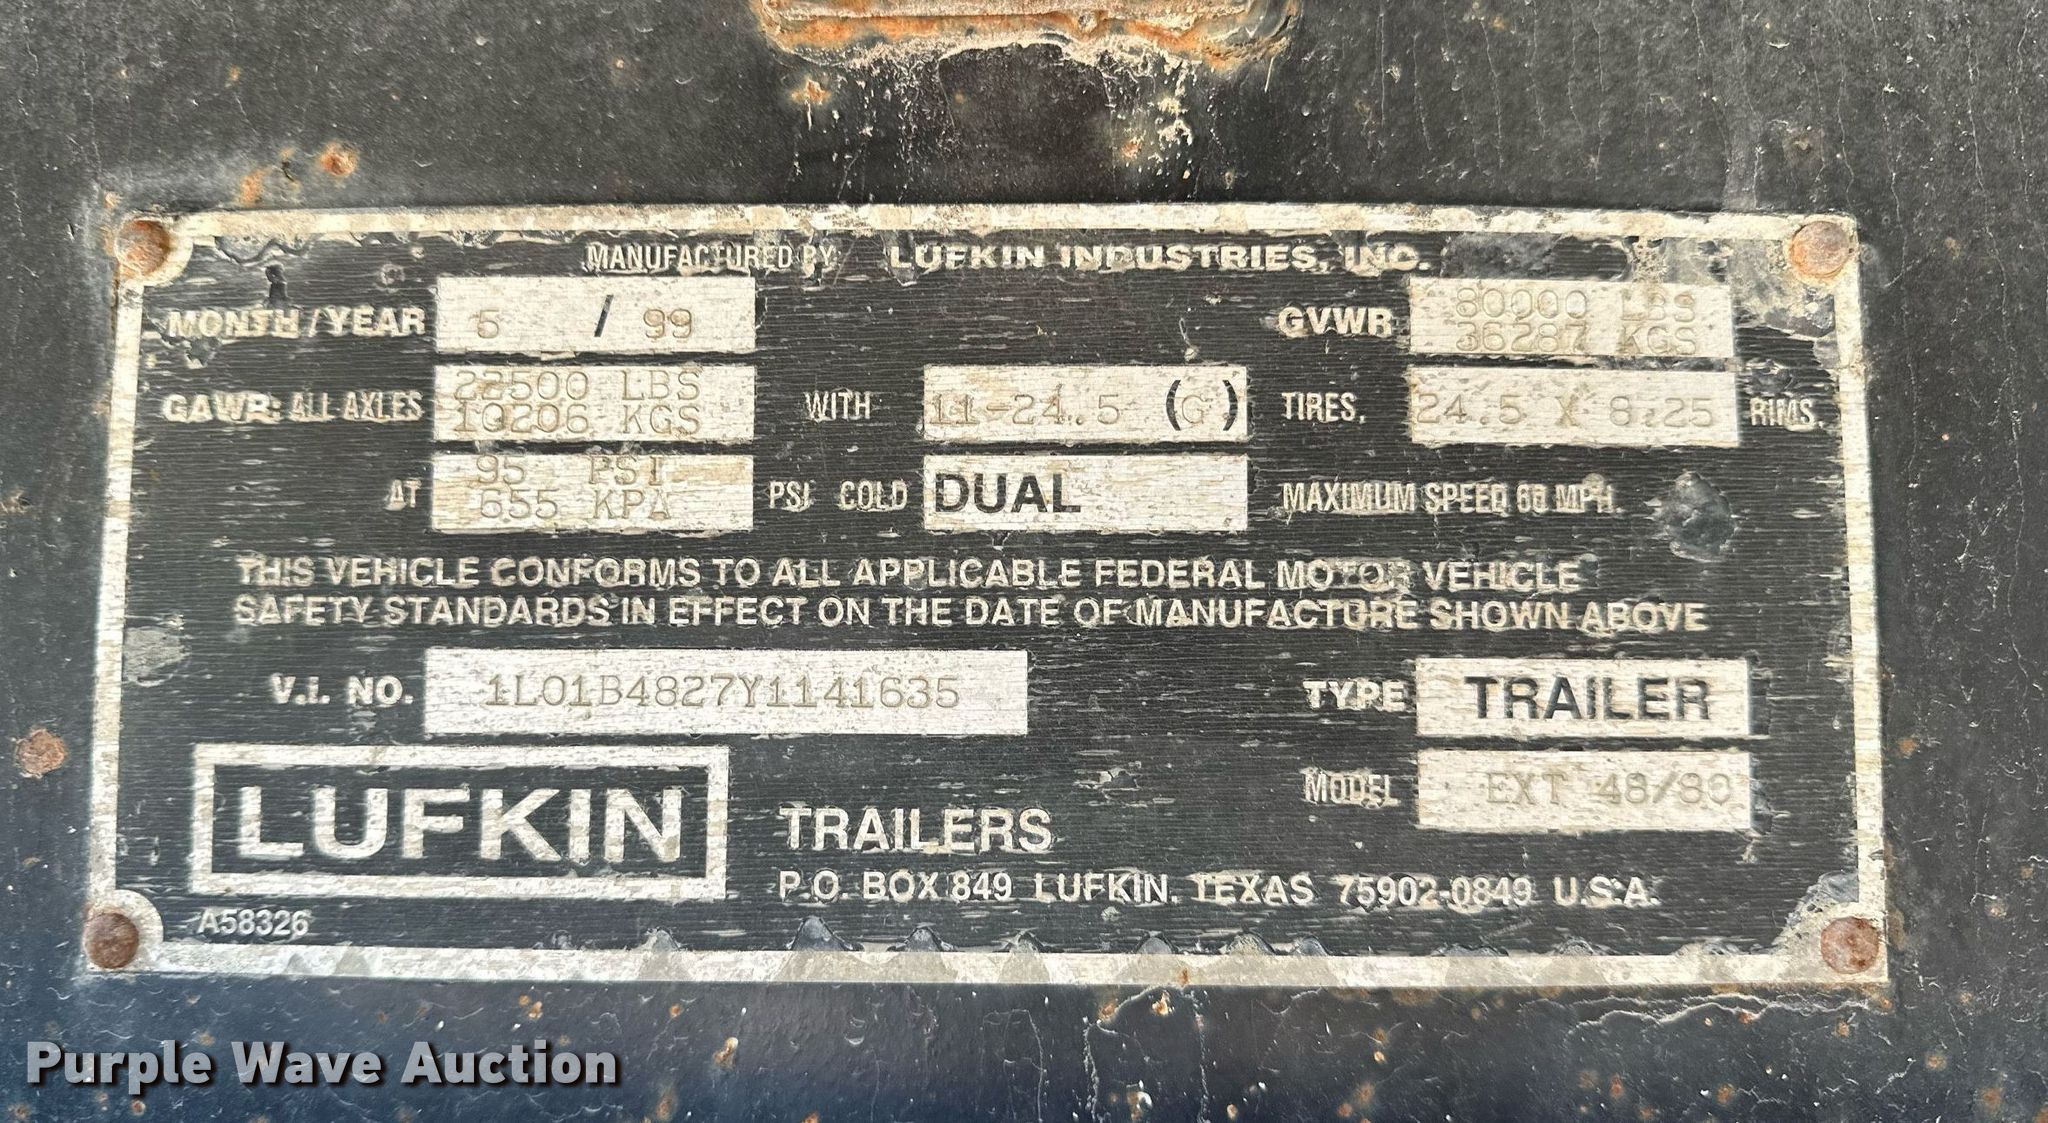 MANUFACTURED BY LUFKIN INDUSTRIES, INC.
MONTH/YEAR 5 / 99 GVWR 80000 LBS 36287 KGS
GAWR: ALL AXLES 22500 LBS 10206 KGS WITH 11-24.5 (G) TIRES, 24.5 X 8.25 RIMS.
AT 95 PSI 655 KPA PSI COLD DUAL MAXIMUM SPEED 60 MPH.
THIS VEHICLE CONFORMS TO ALL APPLICABLE FEDERAL MOTOR VEHICLE
SAFETY STANDARDS IN EFFECT ON THE DATE OF MANUFACTURE SHOWN ABOVE
V.I. NO. 1L01B4827Y1141635 TYPE TRAILER
MODEL EXT 48/80
LUFKIN TRAILERS
P.O. BOX 849 LUFKIN, TEXAS 75902-0849 U.S.A.
A58326
Purple Wave Auction